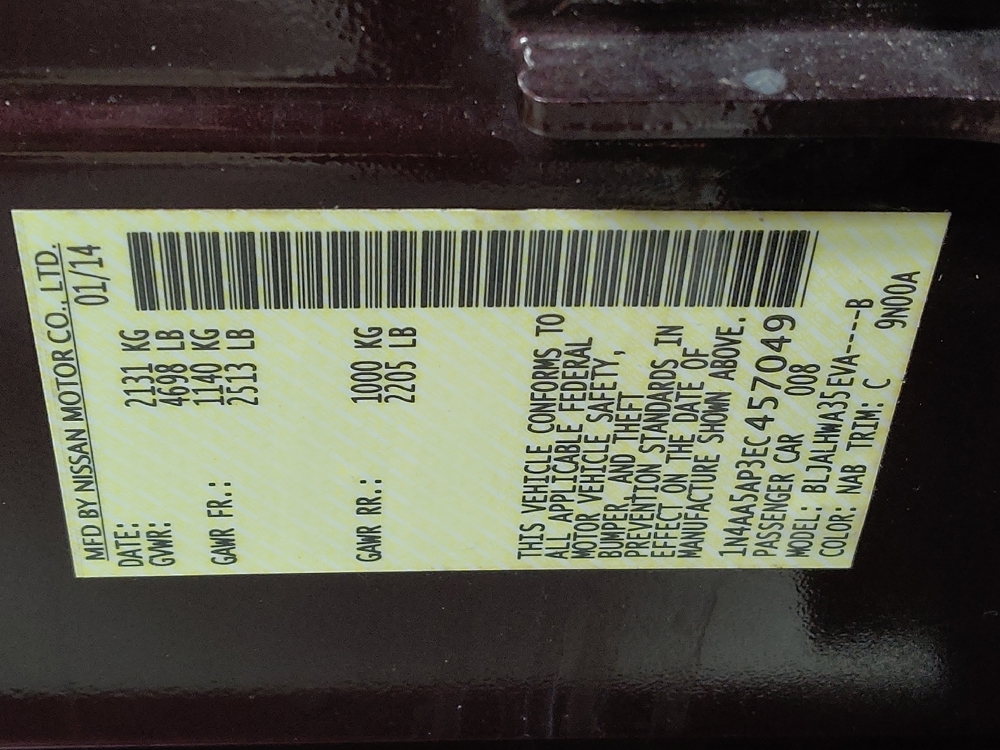 MFD BY NISSAN MOTOR CO., LTD.
DATE: 01/14
GVWR: 2131 KG
4698 LB
GAWR FR.: 1140 KG
2513 LB
GAWR RR.: 1000 KG
2205 LB
THIS VEHICLE CONFORMS TO
ALL APPLICABLE FEDERAL
MOTOR VEHICLE SAFETY,
BUMPER, AND THEFT
PREVENTION STANDARDS IN
EFFECT ON THE DATE OF
MANUFACTURE SHOWN ABOVE.
1N4AA5AP3EC457049
PASSENGER CAR 008
MODEL: BLJALHWA35EVA-----B
COLOR: NAB TRIM: C 9N00A